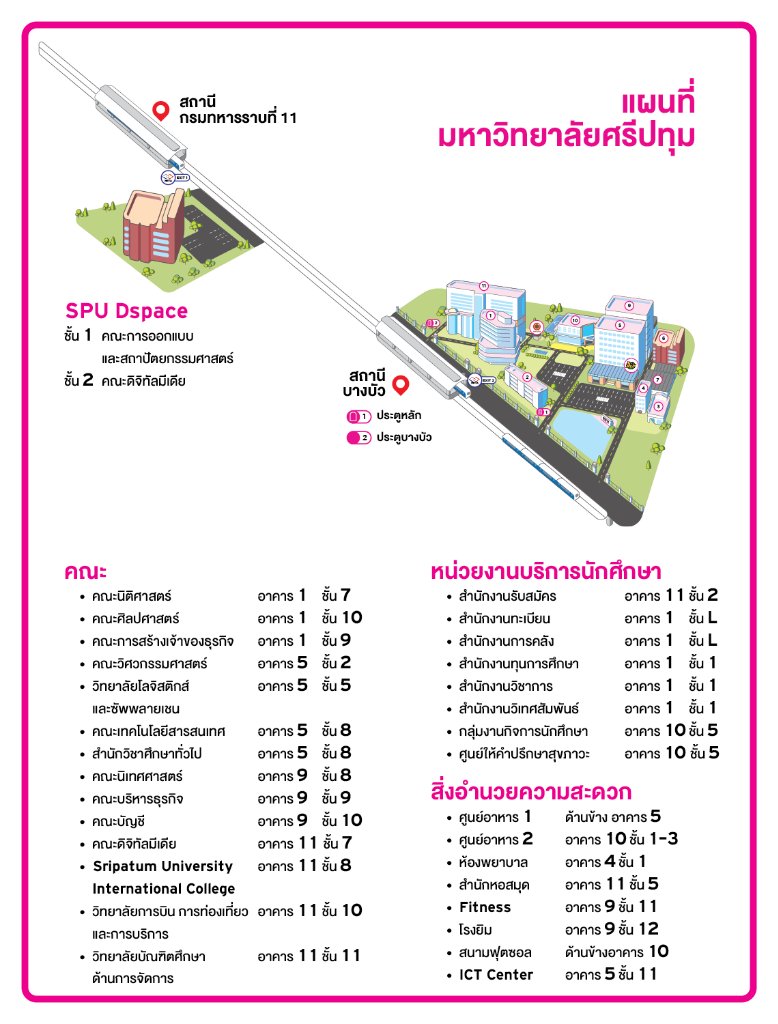 แผนที่
มหาวิทยาลัยศรีปทุม
สถานี
กรมทหารราบที่ 11
EXIT 1
SPU Dspace
ชั้น 1 คณะการออกแบบ
และสถาปัตยกรรมศาสตร์
ชั้น 2 คณะดิจิทัลมีเดีย
สถานี
บางบัว
EXIT 2
1 ประตูหลัก
2 ประตูบางบัว
11
1
2
10
9
5
6
2
4
7
3
1
คณะ
• คณะนิติศาสตร์ อาคาร 1 ชั้น 7
• คณะศิลปศาสตร์ อาคาร 1 ชั้น 10
• คณะการสร้างเจ้าของธุรกิจ อาคาร 1 ชั้น 9
• คณะวิศวกรรมศาสตร์ อาคาร 5 ชั้น 2
• วิทยาลัยโลจิสติกส์ อาคาร 5 ชั้น 5
และซัพพลายเชน
• คณะเทคโนโลยีสารสนเทศ อาคาร 5 ชั้น 8
• สำนักวิชาศึกษาทั่วไป อาคาร 5 ชั้น 8
• คณะนิเทศศาสตร์ อาคาร 9 ชั้น 8
• คณะบริหารธุรกิจ อาคาร 9 ชั้น 9
• คณะบัญชี อาคาร 9 ชั้น 10
• คณะดิจิทัลมีเดีย อาคาร 11 ชั้น 7
• Sripatum University อาคาร 11 ชั้น 8
International College
• วิทยาลัยการบิน การท่องเที่ยว อาคาร 11 ชั้น 10
และการบริการ
• วิทยาลัยบัณฑิตศึกษา อาคาร 11 ชั้น 11
ด้านการจัดการ
หน่วยงานบริการนักศึกษา
• สำนักงานรับสมัคร อาคาร 11 ชั้น 2
• สำนักงานทะเบียน อาคาร 1 ชั้น L
• สำนักงานการคลัง อาคาร 1 ชั้น L
• สำนักงานทุนการศึกษา อาคาร 1 ชั้น 1
• สำนักงานวิชาการ อาคาร 1 ชั้น 1
• สำนักงานวิเทศสัมพันธ์ อาคาร 1 ชั้น 1
• กลุ่มงานกิจการนักศึกษา อาคาร 10 ชั้น 5
• ศูนย์ให้คำปรึกษาสุขภาวะ อาคาร 10 ชั้น 5
สิ่งอำนวยความสะดวก
• ศูนย์อาหาร 1 ด้านข้าง อาคาร 5
• ศูนย์อาหาร 2 อาคาร 10 ชั้น 1-3
• ห้องพยาบาล อาคาร 4 ชั้น 1
• สำนักหอสมุด อาคาร 11 ชั้น 5
• Fitness อาคาร 9 ชั้น 11
• โรงยิม อาคาร 9 ชั้น 12
• สนามฟุตซอล ด้านข้างอาคาร 10
• ICT Center อาคาร 5 ชั้น 11